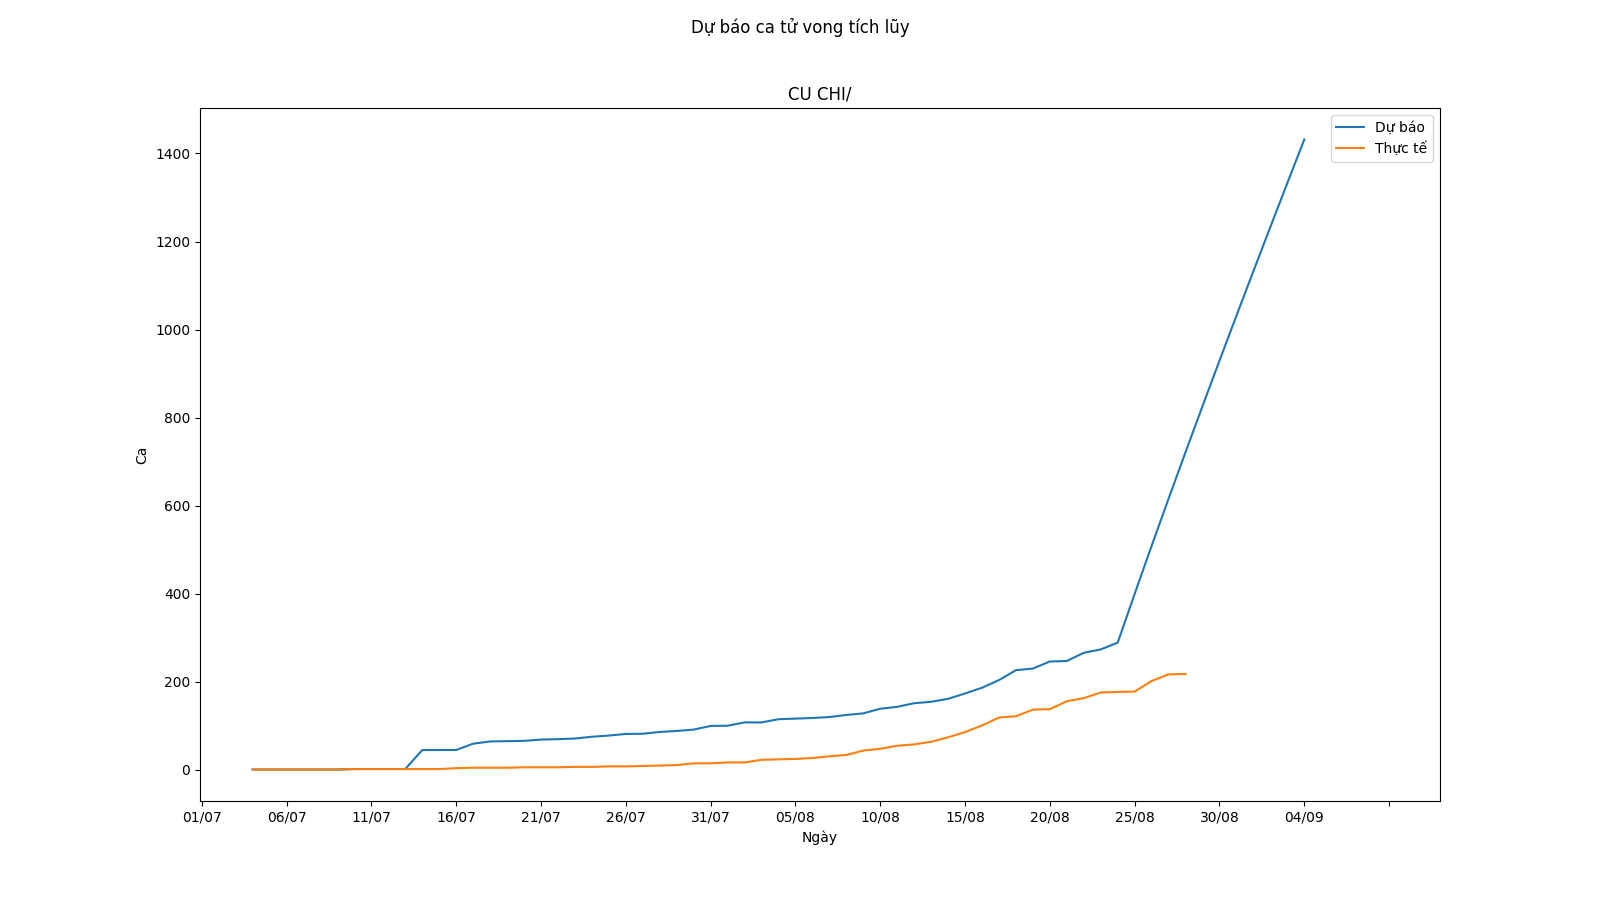 Dự báo ca tử vong tích lũy
CU CHI/
Dự báo
Thực tế
1400
1200
1000
800
600
400
200
0
Ca
01/07 06/07 11/07 16/07 21/07 26/07 31/07 05/08 10/08 15/08 20/08 25/08 30/08 04/09
Ngày